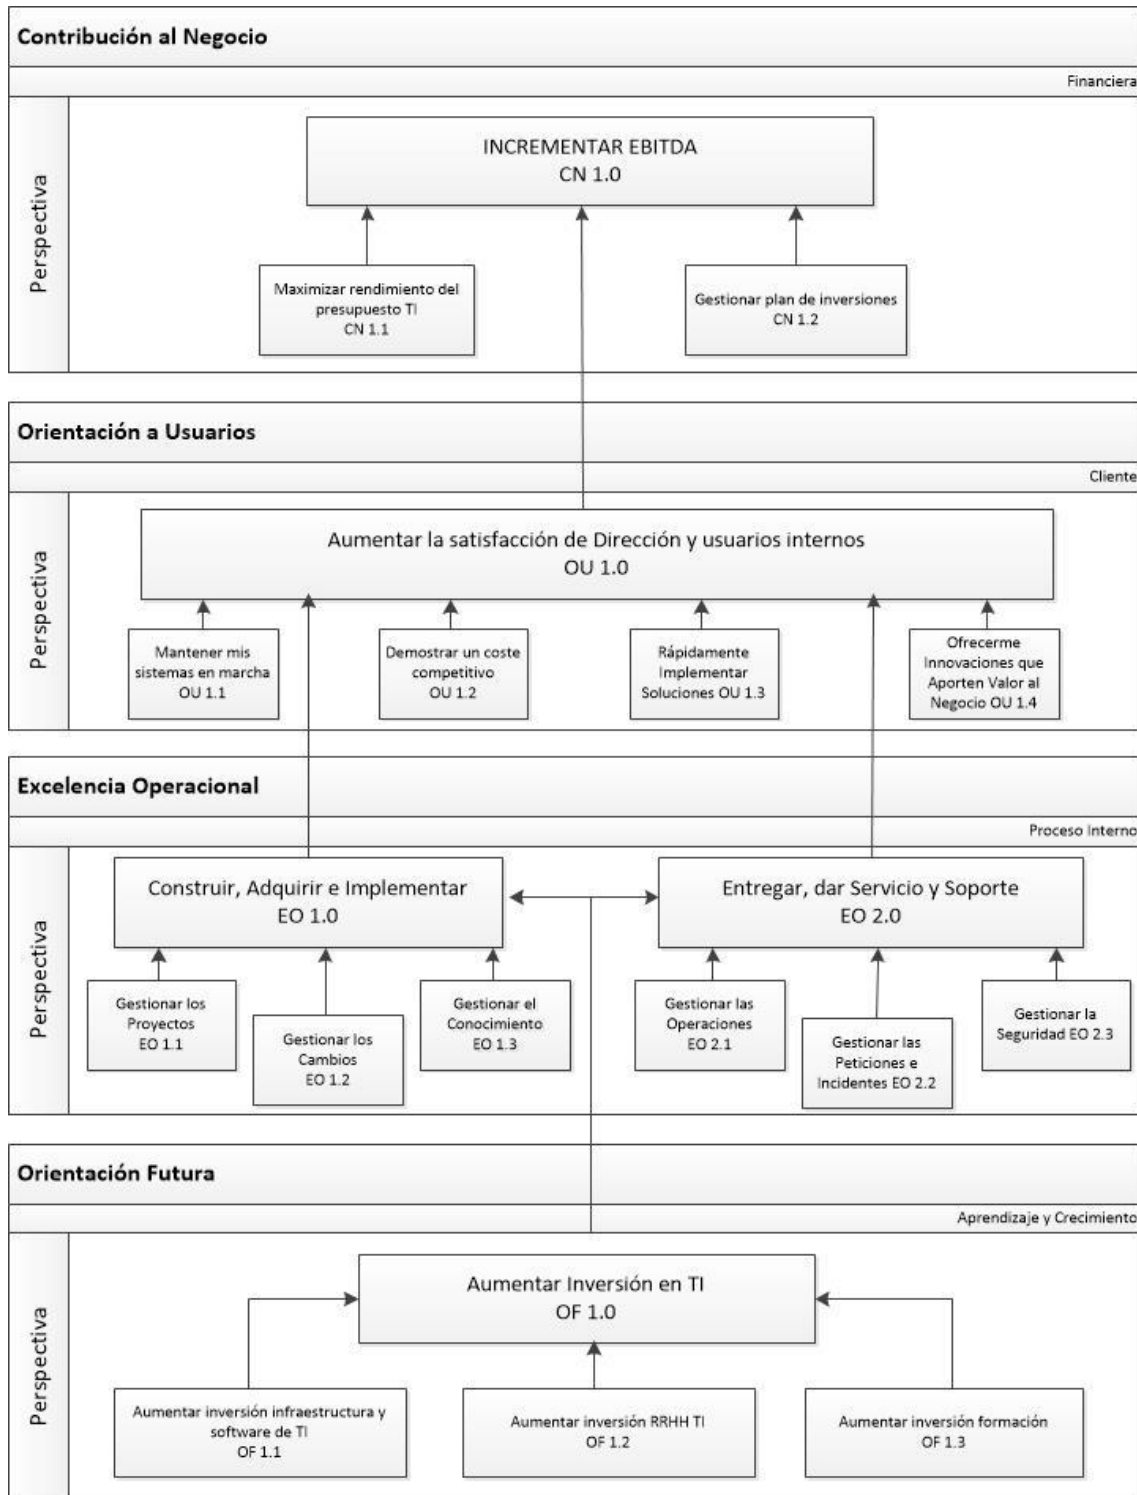 Contribución al Negocio
Financiera
Perspectiva
INCREMENTAR EBITDA
CN 1.0
Maximizar rendimiento del
presupuesto TI
CN 1.1
Gestionar plan de inversiones
CN 1.2
Orientación a Usuarios
Cliente
Perspectiva
Aumentar la satisfacción de Dirección y usuarios internos
OU 1.0
Mantener mis
sistemas en marcha
OU 1.1
Demostrar un coste
competitivo
OU 1.2
Rápidamente
Implementar
Soluciones OU 1.3
Ofrecerme
Innovaciones que
Aporten Valor al
Negocio OU 1.4
Excelencia Operacional
Proceso Interno
Perspectiva
Construir, Adquirir e Implementar
EO 1.0
Entregar, dar Servicio y Soporte
EO 2.0
Gestionar los
Proyectos
EO 1.1
Gestionar los
Cambios
EO 1.2
Gestionar el
Conocimiento
EO 1.3
Gestionar las
Operaciones
EO 2.1
Gestionar las
Peticiones e
Incidentes EO 2.2
Gestionar la
Seguridad EO 2.3
Orientación Futura
Aprendizaje y Crecimiento
Perspectiva
Aumentar Inversión en TI
OF 1.0
Aumentar inversión infraestructura y
software de TI
OF 1.1
Aumentar inversión RRHH TI
OF 1.2
Aumentar inversión formación
OF 1.3